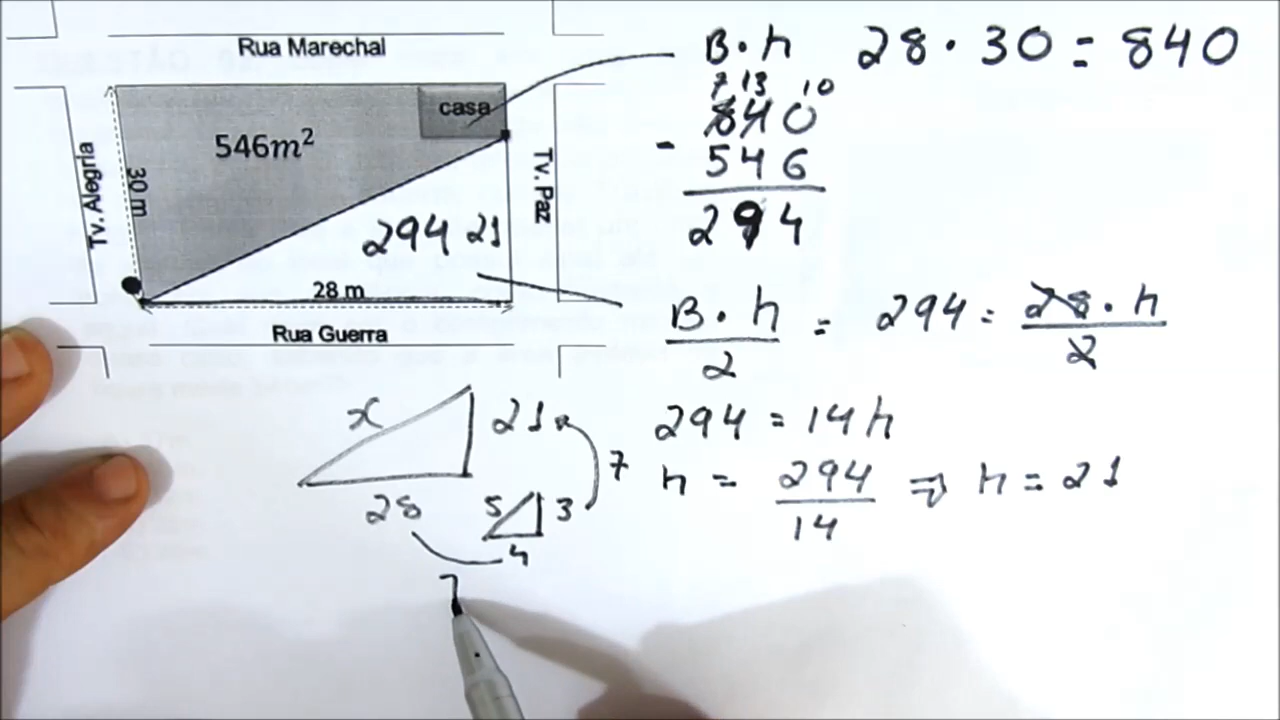 Rua Marechal
casa
546m²
Tv. Alegria
30 m
Tv. Paz
294 21
28 m
Rua Guerra
B·h 28·30=840
7 13 10
840
- 546
294
B·h/2 = 294 = 28·h/2
294 = 14h
h = 294/14 ⇒ h = 21
x 21
28
7
5 3
4
7